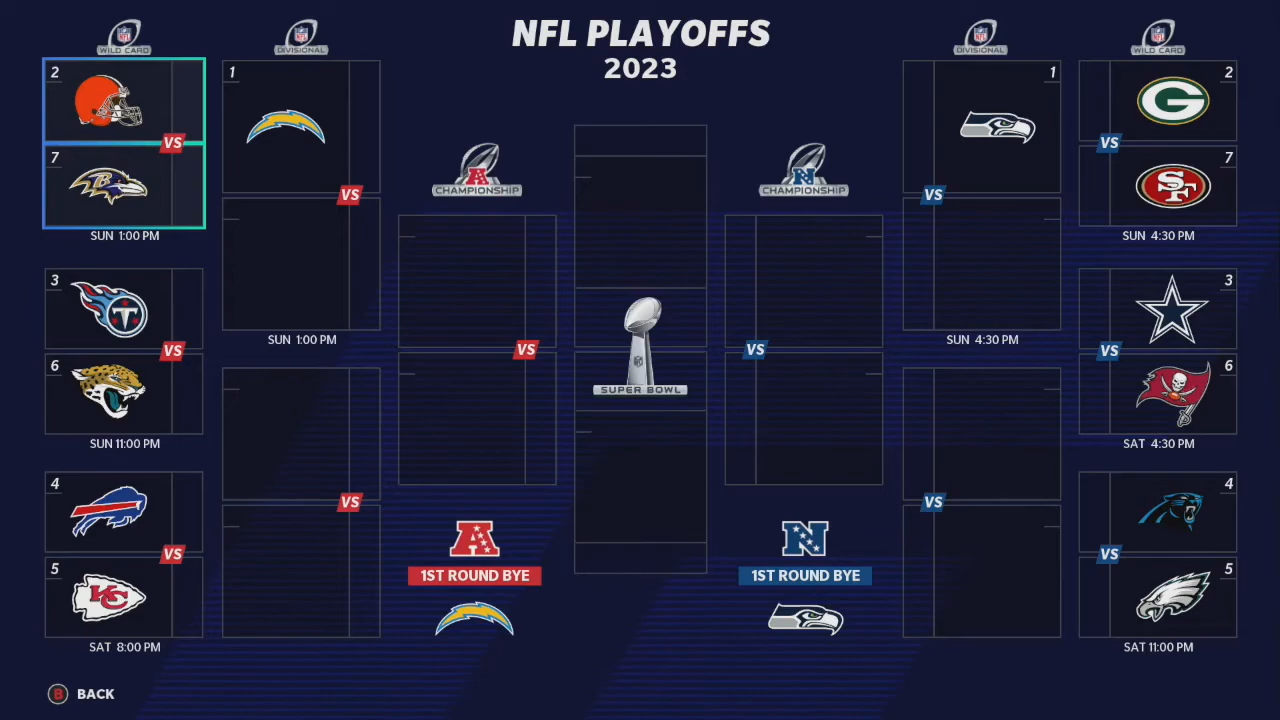 NFL PLAYOFFS
2023
WILD CARD
DIVISIONAL
DIVISIONAL
WILD CARD
2
VS
7
SUN 1:00 PM
3
VS
6
SUN 11:00 PM
4
VS
5
SAT 8:00 PM
1
VS
SUN 1:00 PM
VS
A
CHAMPIONSHIP
VS
SUPER BOWL
N
CHAMPIONSHIP
VS
1
VS
SUN 4:30 PM
VS
2
VS
7
SF
SUN 4:30 PM
3
VS
6
SAT 4:30 PM
4
VS
5
SAT 11:00 PM
G
B
T
KC
A
1ST ROUND BYE
N
1ST ROUND BYE
B BACK